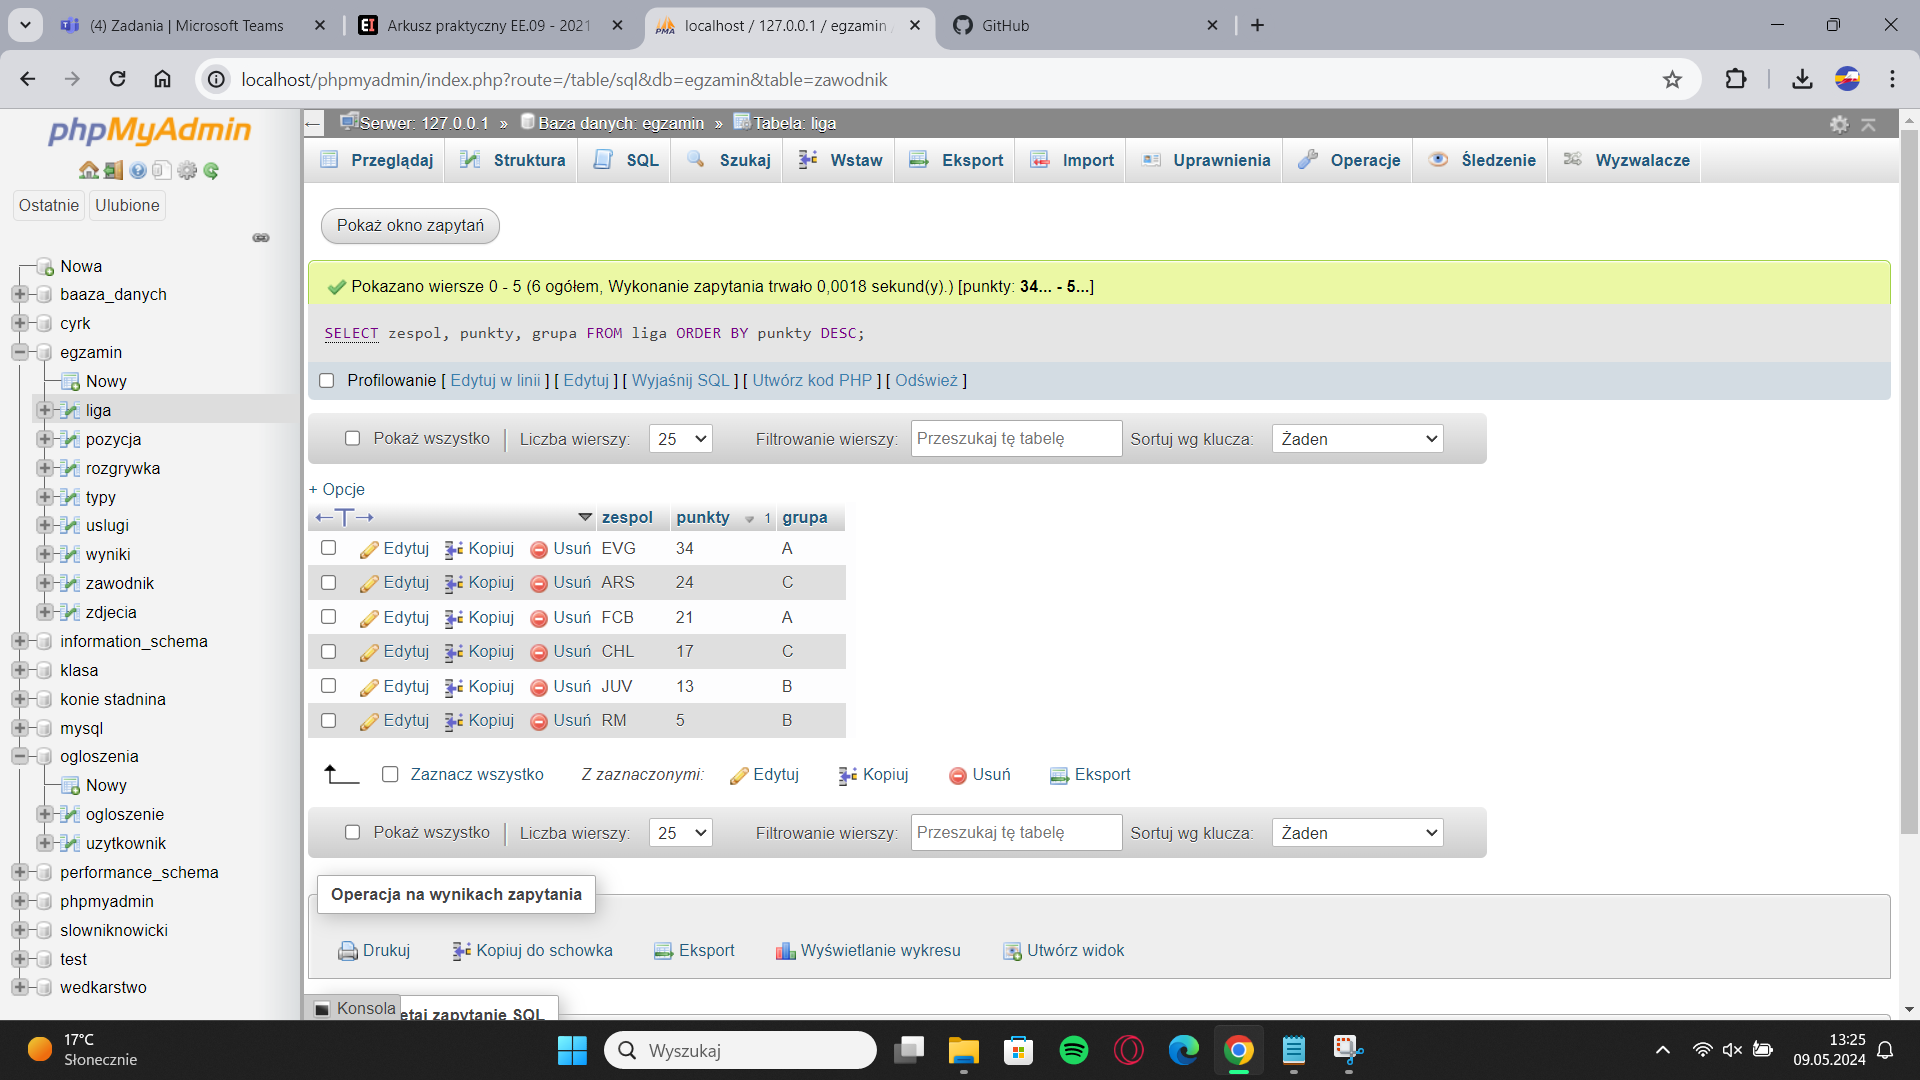 (4) Zadania | Microsoft Teams
Arkusz praktyczny EE.09 - 2021
localhost / 127.0.0.1 / egzamin
GitHub
localhost/phpmyadmin/index.php?route=/table/sql&db=egzamin&table=zawodnik
phpMyAdmin
Ostatnie
Ulubione
Nowa
baaza_danych
cyrk
egzamin
Nowy
liga
pozycja
rozgrywka
typy
uslugi
wyniki
zawodnik
zdjecia
information_schema
klasa
konie stadnina
mysql
ogloszenia
Nowy
ogloszenie
uzytkownik
performance_schema
phpmyadmin
slowniknowicki
test
wedkarstwo
Serwer: 127.0.0.1 » Baza danych: egzamin » Tabela: liga
Przeglądaj Struktura SQL Szukaj Wstaw Eksport Import Uprawnienia Operacje Śledzenie Wyzwalacze
Pokaż okno zapytań
Pokazano wiersze 0 - 5 (6 ogółem, Wykonanie zapytania trwało 0,0018 sekund(y).) [punkty: 34... - 5...]
SELECT zespol, punkty, grupa FROM liga ORDER BY punkty DESC;
Profilowanie [ Edytuj w linii ] [ Edytuj ] [ Wyjaśnij SQL ] [ Utwórz kod PHP ] [ Odśwież ]
Pokaż wszystko | Liczba wierszy: 25 Filtrowanie wierszy: Przeszukaj tę tabelę Sortuj wg klucza: Żaden
+ Opcje
←T→ zespol punkty 1 grupa
Edytuj Kopiuj Usuń EVG 34 A
Edytuj Kopiuj Usuń ARS 24 C
Edytuj Kopiuj Usuń FCB 21 A
Edytuj Kopiuj Usuń CHL 17 C
Edytuj Kopiuj Usuń JUV 13 B
Edytuj Kopiuj Usuń RM 5 B
Zaznacz wszystko Z zaznaczonymi: Edytuj Kopiuj Usuń Eksport
Pokaż wszystko | Liczba wierszy: 25 Filtrowanie wierszy: Przeszukaj tę tabelę Sortuj wg klucza: Żaden
Operacja na wynikach zapytania
Drukuj Kopiuj do schowka Eksport Wyświetlanie wykresu Utwórz widok
Konsola
etaj zapytanie SQL
17°C
Słonecznie
Wyszukaj
13:25
09.05.2024